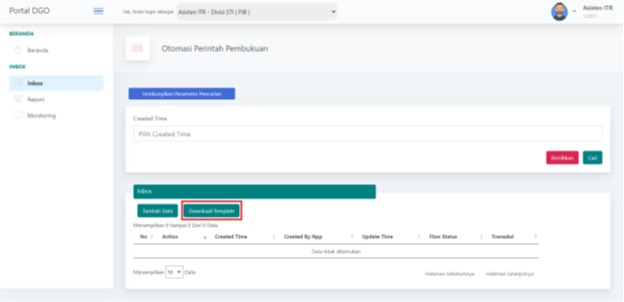 Portal DGO
Hai, Anda login sebagai Asisten ITR - Divisi STI ( PJB )
Asisten ITR
BERANDA
Beranda
INBOX
Inbox
Report
Monitoring
Otomasi Perintah Pembukuan
Sembunyikan Parameter Pencarian
Created Time
Pilih Created Time
Bersihkan Cari
Inbox
Tambah Data Download Template
Menampilkan 0 Sampai 0 Dari 0 Data
No Action Created Time Created By Npp Update Time Flow Status Transaksi
Data tidak ditemukan
Menampilkan 10 Data
Halaman Sebelumnya Halaman Selanjutnya